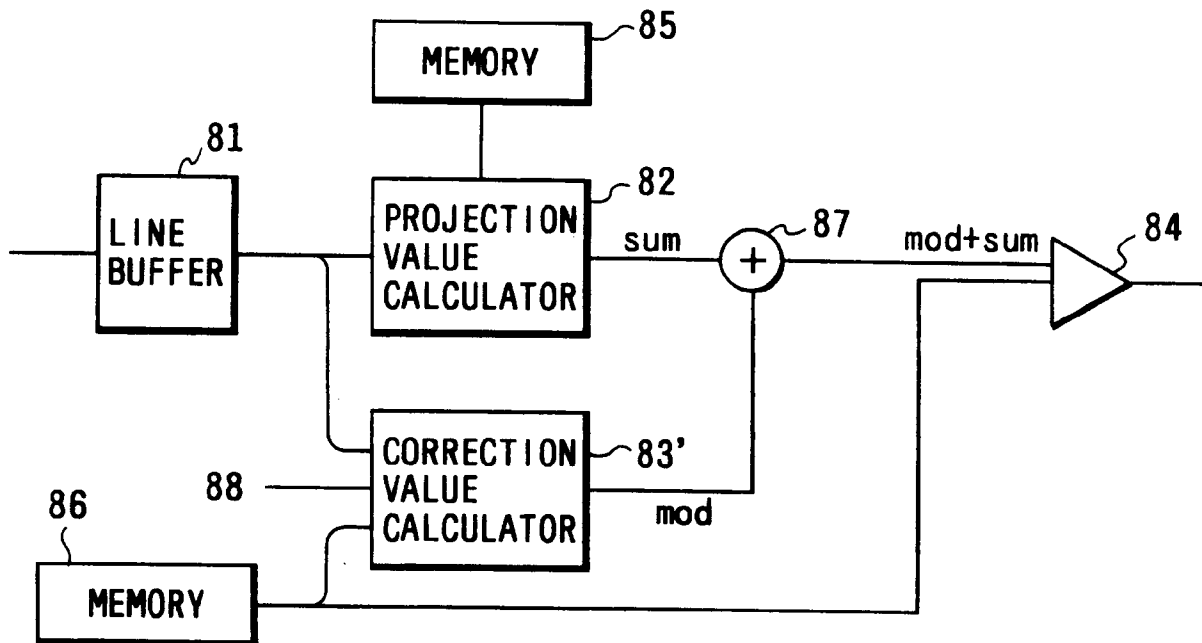 85
MEMORY
81
LINE
BUFFER
82
PROJECTION
VALUE
CALCULATOR
sum
87
+
mod+sum
84
CORRECTION
VALUE
CALCULATOR
83'
88
mod
86
MEMORY